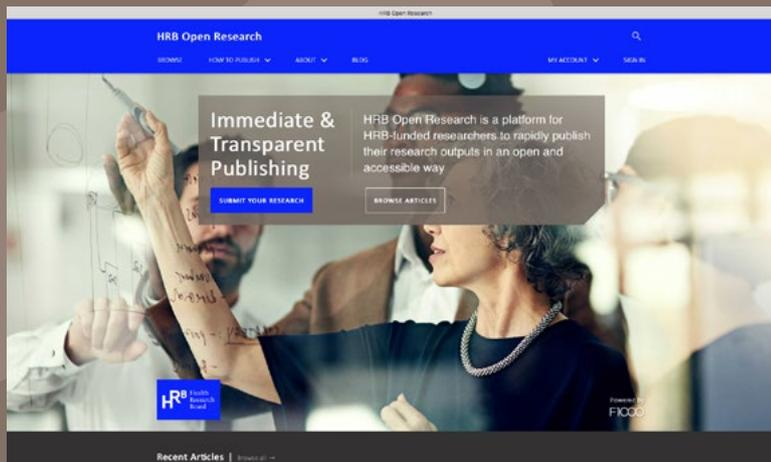 HRB Open Research
HRB Open Research
BROWSE HOW TO PUBLISH ABOUT BLOG MY ACCOUNT SIGN IN
Immediate &
Transparent
Publishing
HRB Open Research is a platform for
HRB-funded researchers to rapidly publish
their research outputs in an open and
accessible way
SUBMIT YOUR RESEARCH BROWSE ARTICLES
HRB Health
Research
Board
Powered by
F1000
Recent Articles | Browse all →